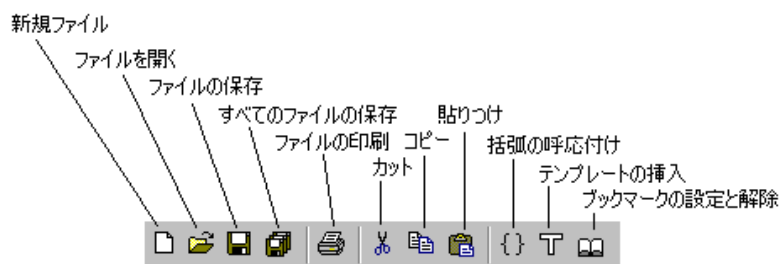 新規ファイル
ファイルを開く
ファイルの保存
すべてのファイルの保存
貼りつけ
ファイルの印刷
コピー
括弧の呼応付け
カット
テンプレートの挿入
ブックマークの設定と解除
{ } T